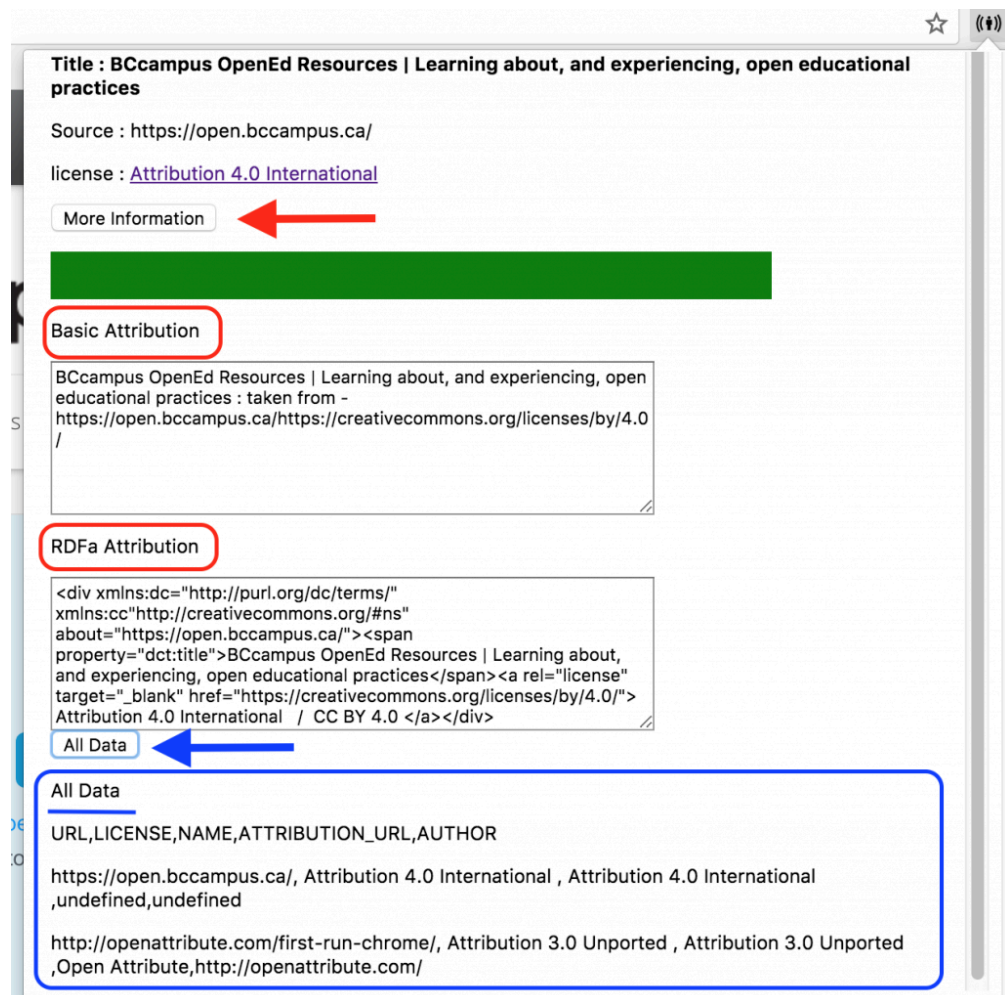 Title : BCcampus OpenEd Resources | Learning about, and experiencing, open educational
practices
Source : https://open.bccampus.ca/
license : Attribution 4.0 International
More Information
Basic Attribution
BCcampus OpenEd Resources | Learning about, and experiencing, open
educational practices : taken from -
https://open.bccampus.ca/https://creativecommons.org/licenses/by/4.0
/
RDFa Attribution
<div xmlns:dc="http://purl.org/dc/terms/"
xmlns:cc"http://creativecommons.org/#ns"
about="https://open.bccampus.ca/"><span
property="dct:title">BCcampus OpenEd Resources | Learning about,
and experiencing, open educational practices</span><a rel="license"
target="_blank" href="https://creativecommons.org/licenses/by/4.0/">
Attribution 4.0 International  / CC BY 4.0 </a></div>
All Data
All Data
URL,LICENSE,NAME,ATTRIBUTION_URL,AUTHOR
https://open.bccampus.ca/, Attribution 4.0 International , Attribution 4.0 International
,undefined,undefined
http://openattribute.com/first-run-chrome/, Attribution 3.0 Unported , Attribution 3.0 Unported
,Open Attribute,http://openattribute.com/